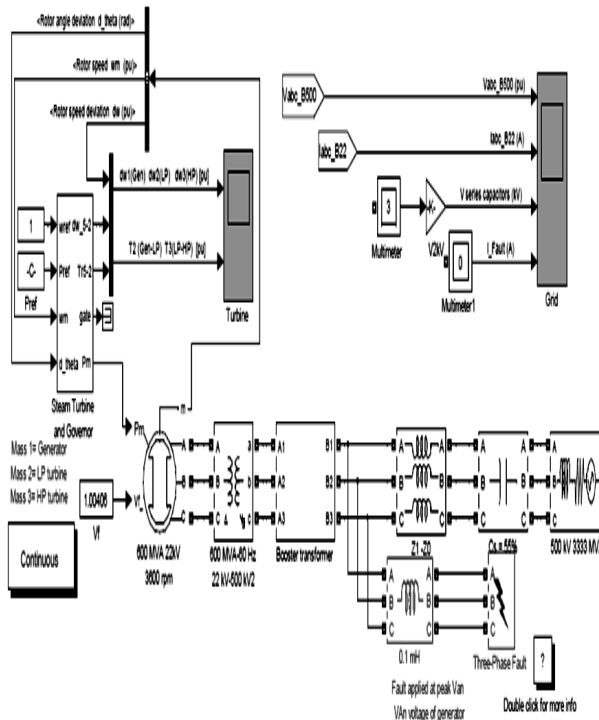 <Rotor angle deviation d_theta (rad)
<Rotor speed wm (pu)
<Rotor speed deviation dw (pu)
dw1(Gen) dw2(LP) dw3(HP) [pu]
T2 (Gen-LP) T3(LP-HP) [pu]
Turbine
1
wref
dw_5-2
-C-
Pref
Pref
Tr5-2
wm
gate
d_theta
Pm
Steam Turbine
and Governor
Vabc_B500
Vabc_B500 (pu)
Iabc_B22
Iabc_B22 (A)
3
Multimeter
-K-
V2kV
V series capacitors (kV)
0
Multimeter1
I_Fault (A)
Grid
Mass 1= Generator
Mass 2= LP turbine
Mass 3= HP turbine
1.00406
Vf
Continuous
m
Pm
Vf_
A
B
C
600 MVA 22kV
3600 rpm
A
B
C
a
b
c
600 MVA-60 Hz
22 kV-500 kV2
A1
A2
A3
B1
B2
B3
Booster transformer
A
B
C
A
B
C
Z1 -Z0
A
B
C
A
B
C
Cs = 55%
A
B
C
500 kV 3333 MV
A
B
C
A
B
C
0.1 mH
A
B
C
Three-Phase Fault
Fault applied at peak Van
VAn voltage of generator
?
Double click for more info